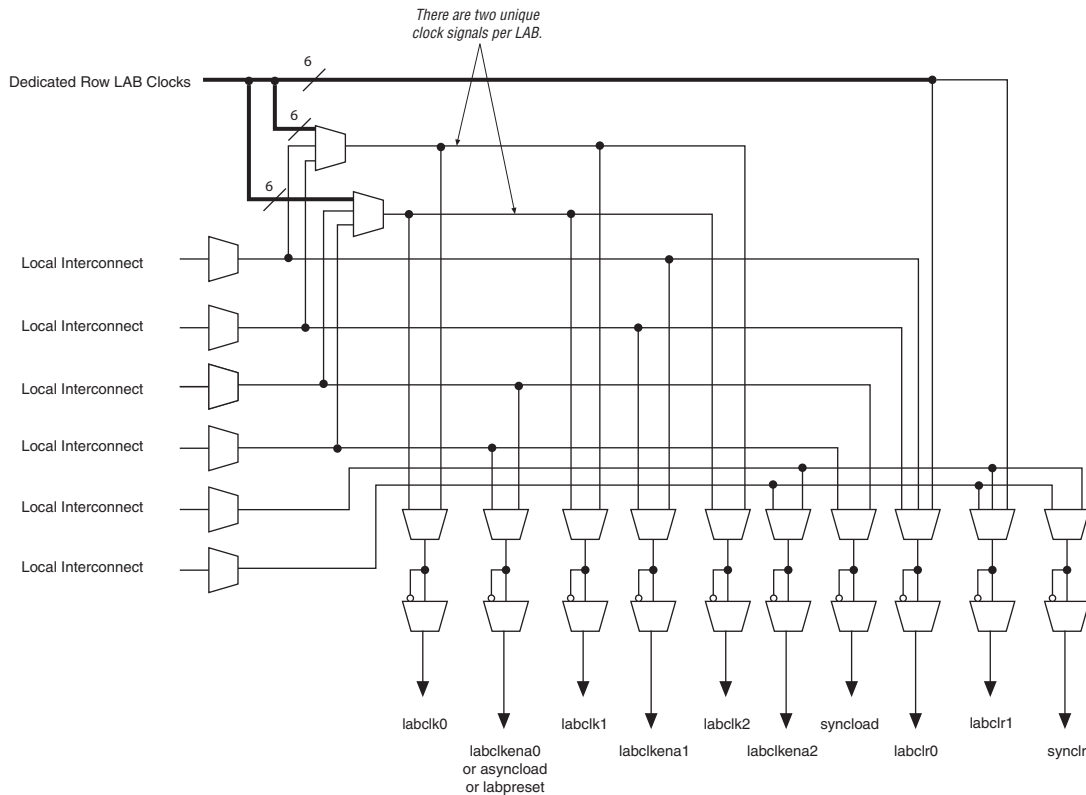 There are two unique
clock signals per LAB.
6
Dedicated Row LAB Clocks
6
6
Local Interconnect
Local Interconnect
Local Interconnect
Local Interconnect
Local Interconnect
Local Interconnect
labclk0
labclkena0
or asyncload
or labpreset
labclk1
labclkena1
labclk2
labclkena2
syncload
labclr0
labclr1
synclr